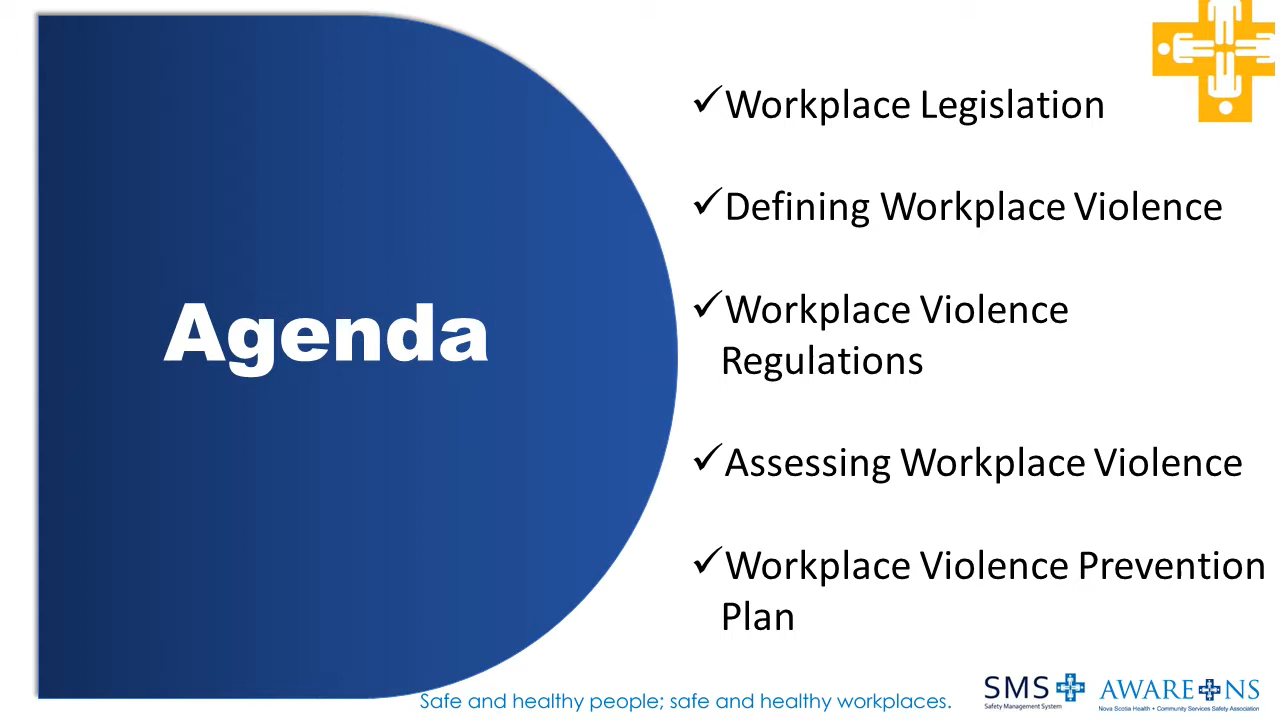 Agenda
✓Workplace Legislation
✓Defining Workplace Violence
✓Workplace Violence
Regulations
✓Assessing Workplace Violence
✓Workplace Violence Prevention
Plan
Safe and healthy people; safe and healthy workplaces.
SMS
Safety Management System
AWARE NS
Nova Scotia Health + Community Services Safety Association